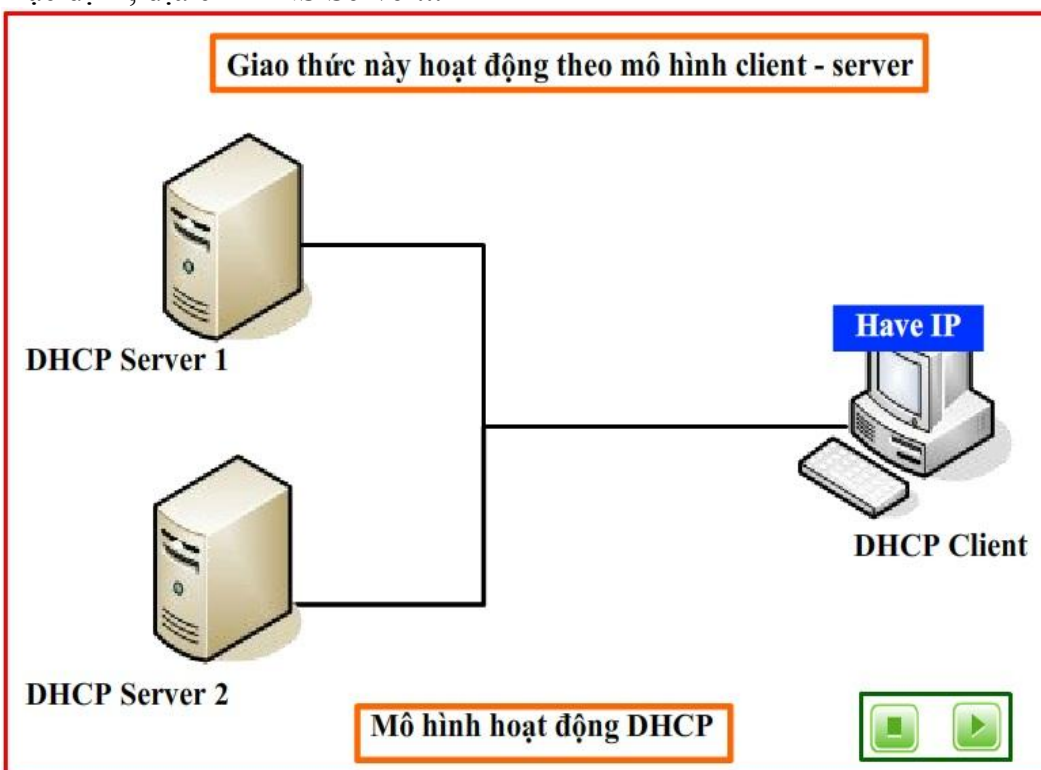 Giao thức này hoạt động theo mô hình client - server
Have IP
DHCP Server 1
DHCP Client
DHCP Server 2
Mô hình hoạt động DHCP